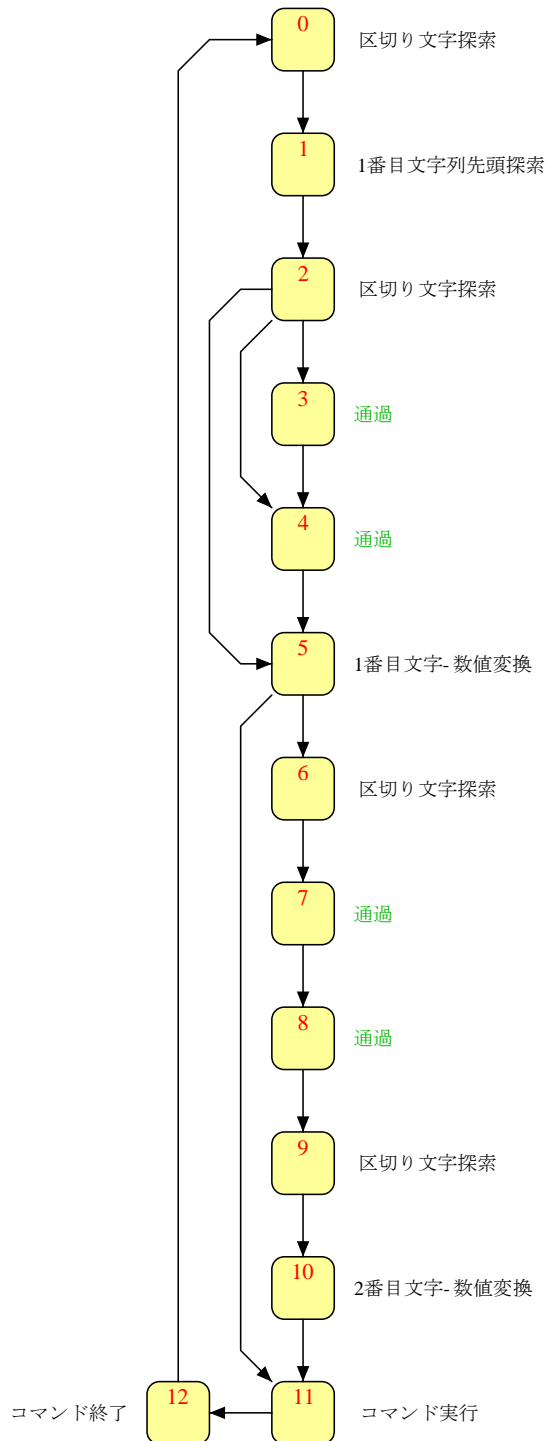 0 区切り文字探索
1 1番目文字列先頭探索
2 区切り文字探索
3 通過
4 通過
5 1番目文字-数値変換
6 区切り文字探索
7 通過
8 通過
9 区切り文字探索
10 2番目文字-数値変換
コマンド終了 12 11 コマンド実行